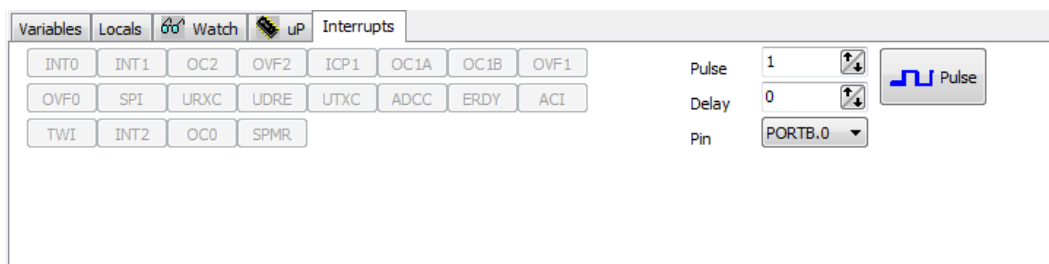 Variables Locals Watch uP Interrupts
INT0 INT1 OC2 OVF2 ICP1 OC1A OC1B OVF1
OVF0 SPI URXC UDRE UTXC ADCC ERDY ACI
TWI INT2 OC0 SPMR
Pulse 1
Delay 0
Pin PORTB.0
Pulse